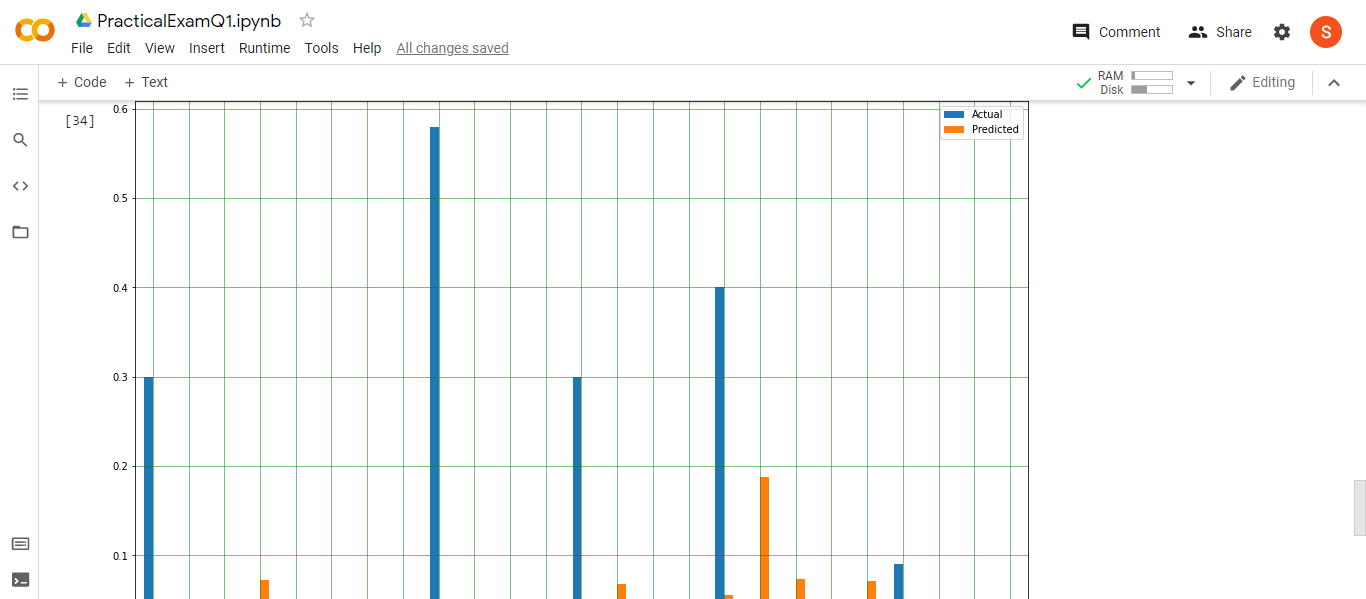 PracticalExamQ1.ipynb
File Edit View Insert Runtime Tools Help All changes saved
Comment
Share
S
+ Code + Text
RAM
Disk
Editing
[34]
0.6
0.5
0.4
0.3
0.2
0.1
Actual
Predicted